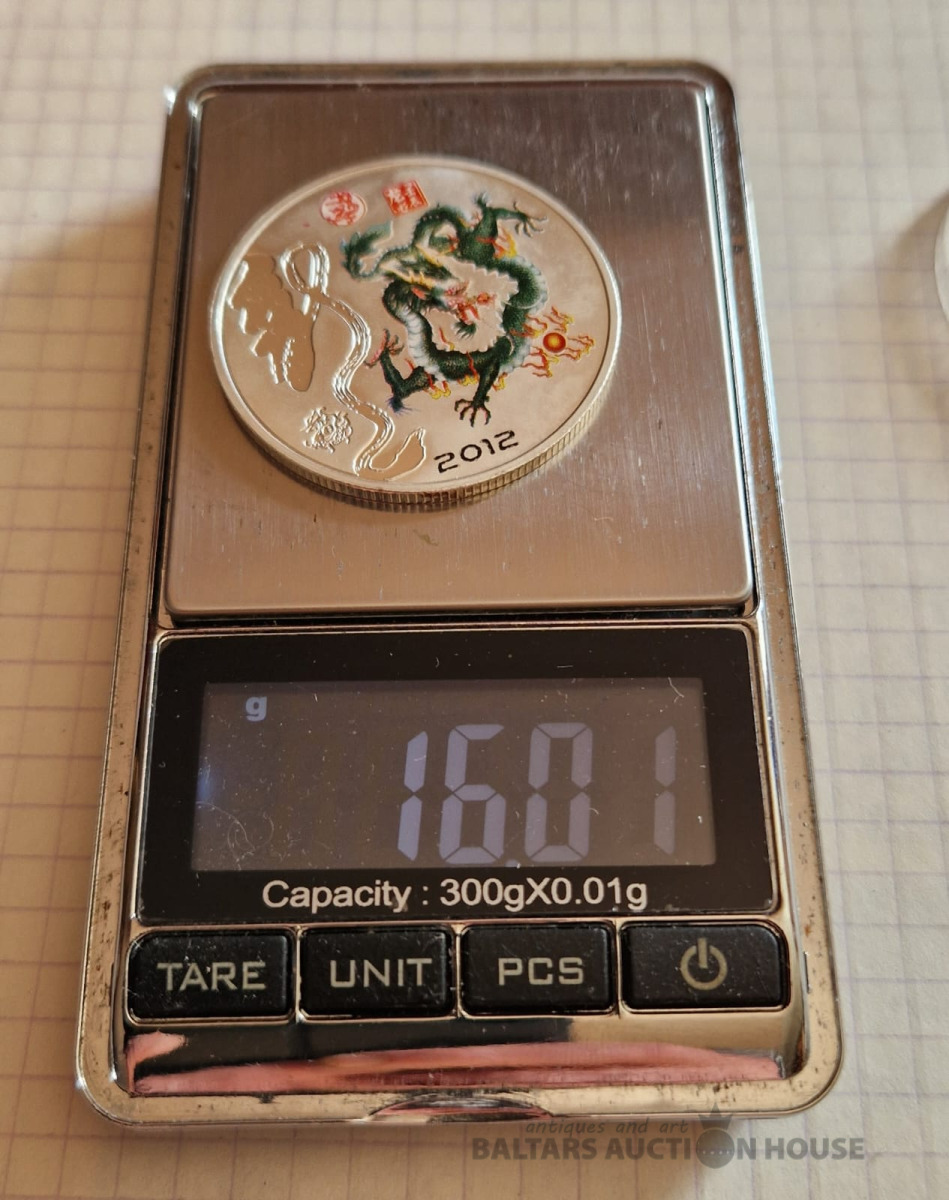 2012
g
16.01
Capacity : 300gX0.01g
TARE UNIT PCS
antiques and art
BALTARS AUCTION HOUSE